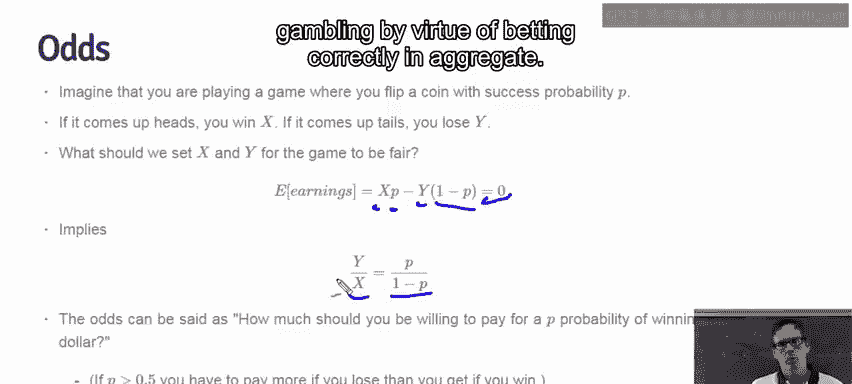 gambling by virtue of betting
correctly in aggregate.
Odds
· Imagine that you are playing a game where you flip a coin with success probability p.
· If it comes up heads, you win X. If it comes up tails, you lose Y.
· What should we set X and Y for the game to be fair?
E[earnings] = Xp − Y(1 − p) = 0
· Implies
Y/X = p/(1 − p)
· The odds can be said as "How much should you be willing to pay for a p probability of
dollar?"
- (If p > 0.5 you have to pay more if you lose than you get if you win.)